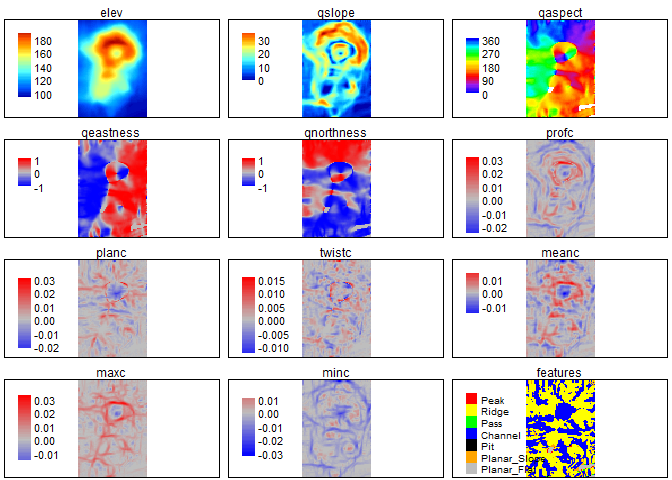 elev
180
160
140
120
100
qslope
30
20
10
0
qaspect
360
270
180
90
0
qeastness
1
0
-1
qnorthness
1
0
-1
profc
0.03
0.02
0.01
0.00
-0.01
-0.02
planc
0.03
0.02
0.01
0.00
-0.01
-0.02
twistc
0.015
0.010
0.005
0.000
-0.005
-0.010
meanc
0.01
0.00
-0.01
maxc
0.03
0.02
0.01
0.00
-0.01
minc
0.01
0.00
-0.01
-0.02
-0.03
features
Peak
Ridge
Pass
Channel
Pit
Planar_Slope
Planar_Flat